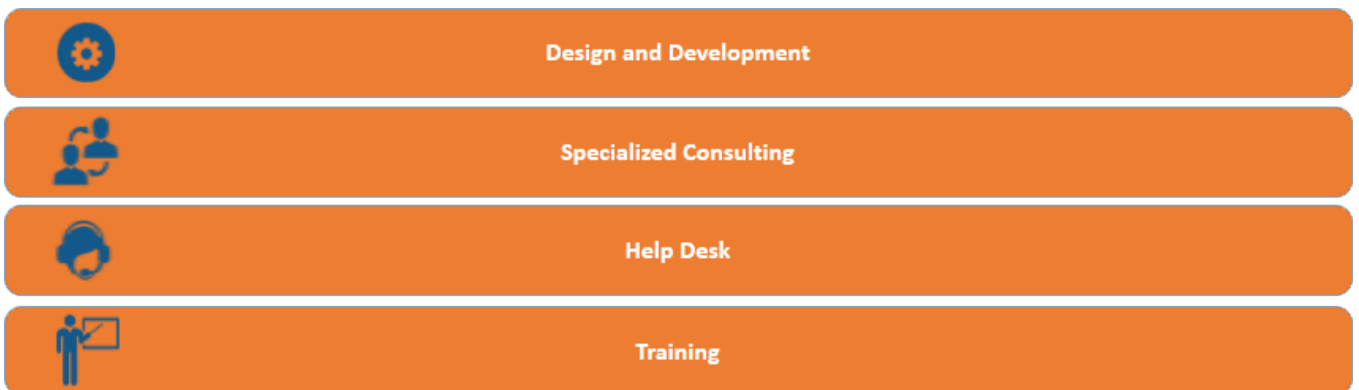 Design and Development
Specialized Consulting
Help Desk
Training